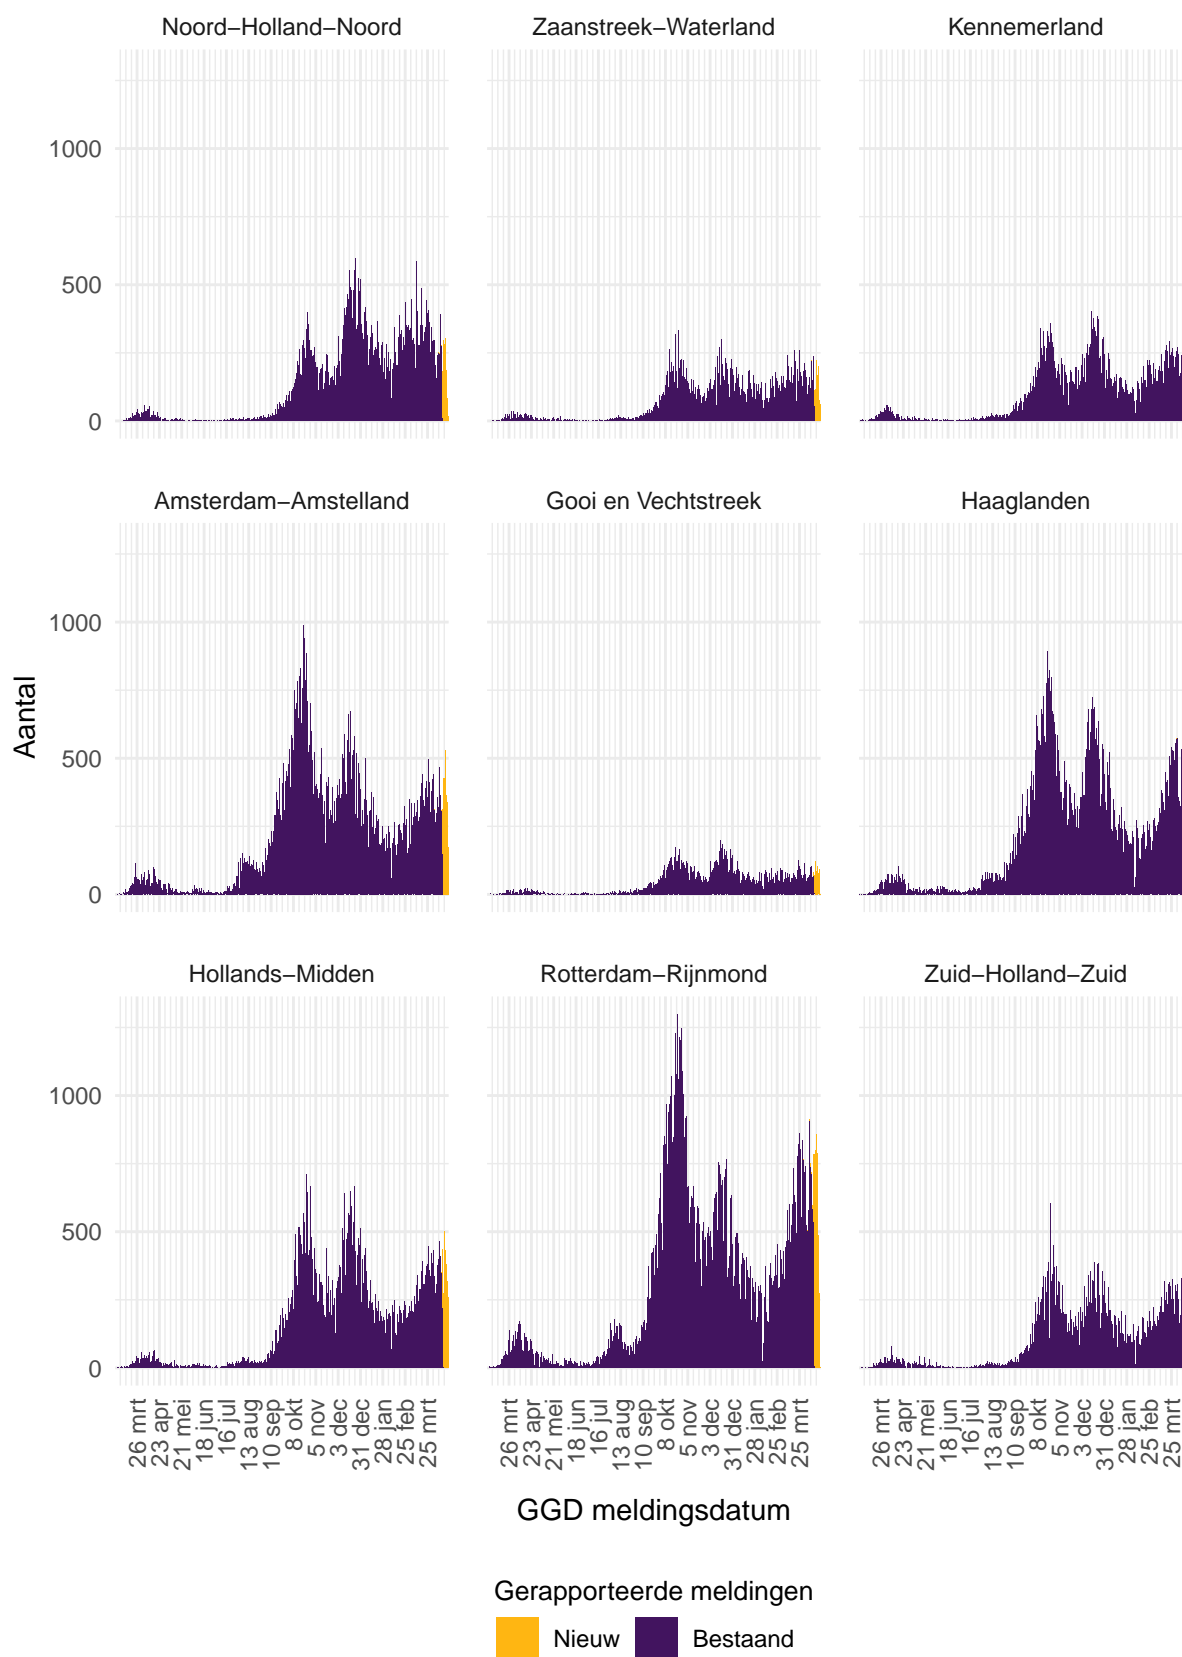 Noord−Holland−Noord Zaanstreek−Waterland Kennemerland
1000
500
0
Amsterdam−Amstelland Gooi en Vechtstreek Haaglanden
1000
500
0
Aantal
Hollands−Midden Rotterdam−Rijnmond Zuid−Holland−Zuid
1000
500
0
26 mrt 23 apr 21 mei 18 jun 16 jul 13 aug 10 sep 8 okt 5 nov 3 dec 31 dec 28 jan 25 feb 25 mrt
26 mrt 23 apr 21 mei 18 jun 16 jul 13 aug 10 sep 8 okt 5 nov 3 dec 31 dec 28 jan 25 feb 25 mrt
26 mrt 23 apr 21 mei 18 jun 16 jul 13 aug 10 sep 8 okt 5 nov 3 dec 31 dec 28 jan 25 feb 25 mrt
GGD meldingsdatum
Gerapporteerde meldingen
Nieuw Bestaand